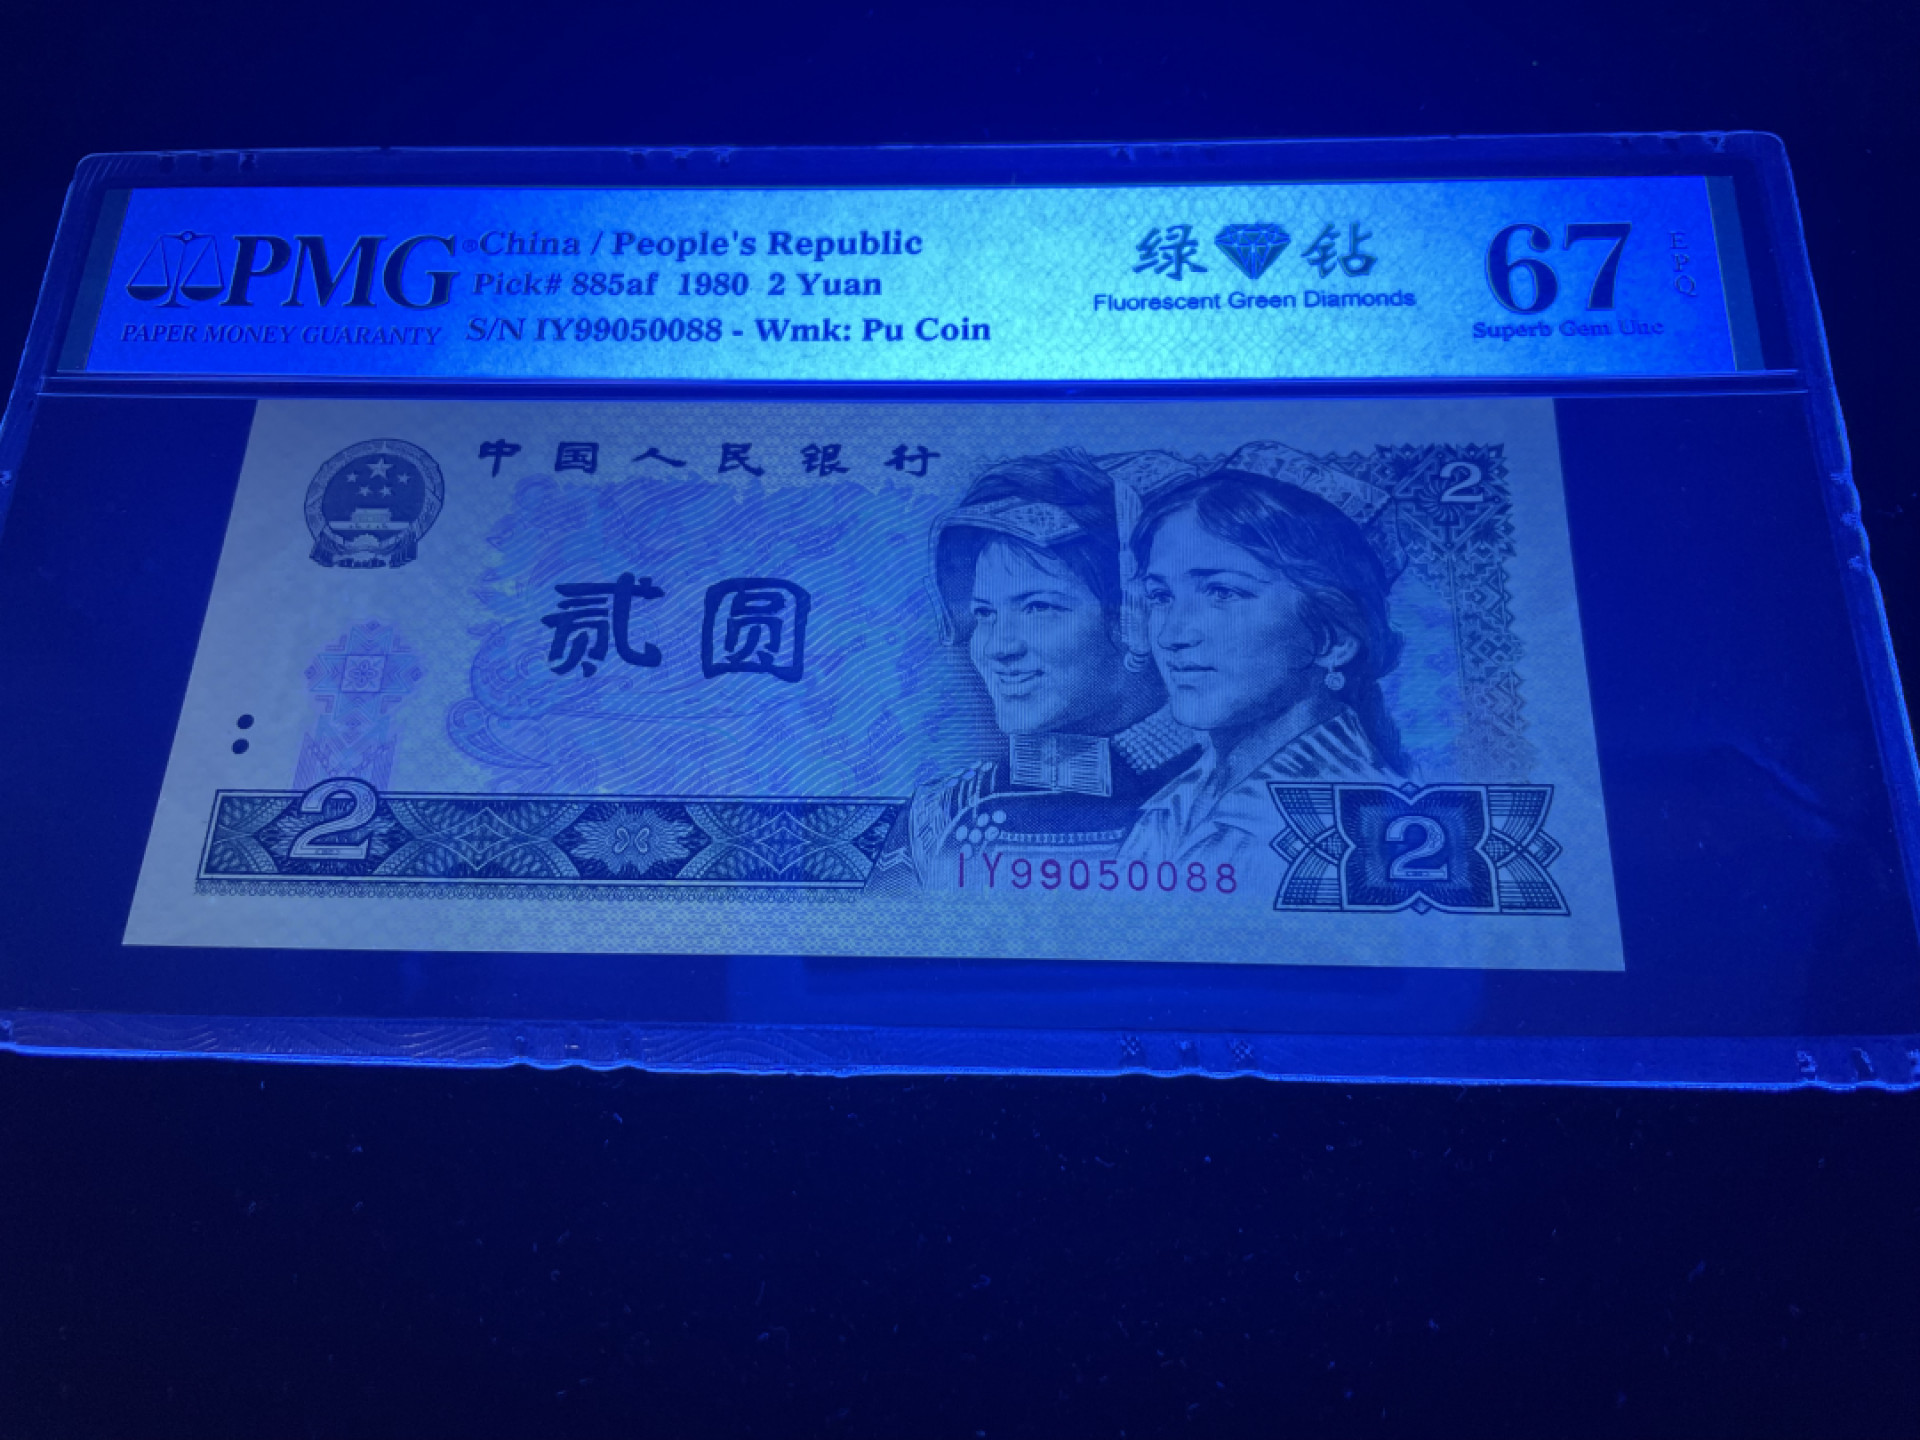 PMG
PAPER MONEY GUARANTY
China / People's Republic
Pick# 885af 1980 2 Yuan
S/N IY99050088 - Wmk: Pu Coin
绿 钻
Fluorescent Green Diamonds
67
EPQ
Superb Gem Unc
中国人民银行
2
贰圆
2
IY99050088
2